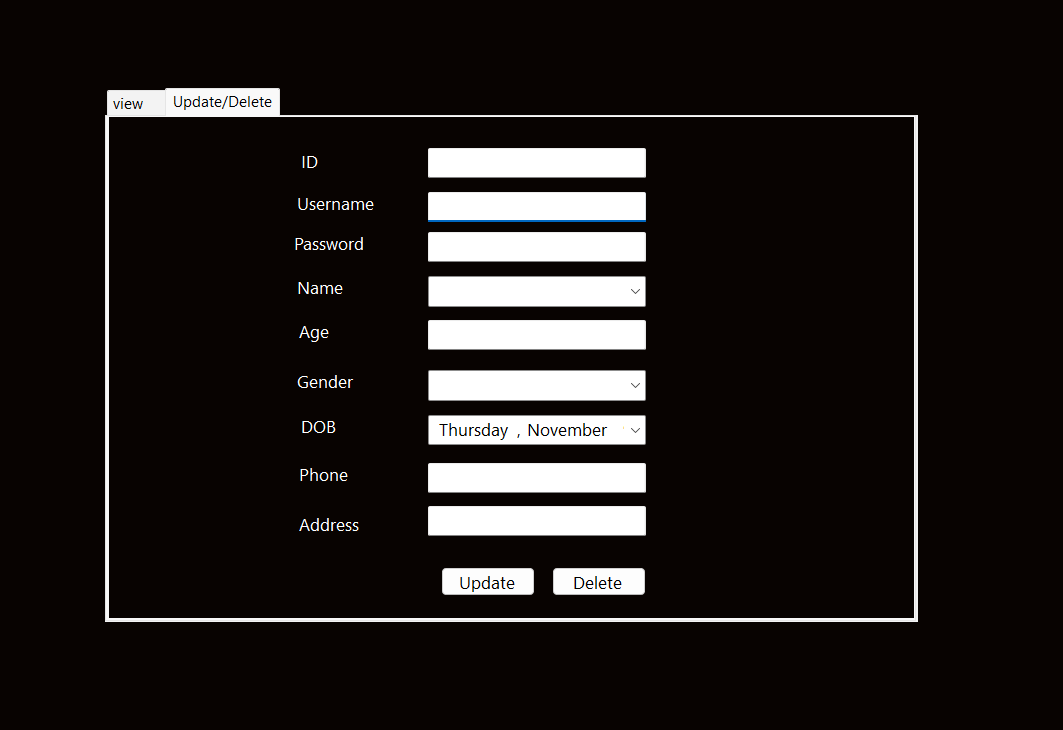 view
Update/Delete
ID
Username
Password
Name
Age
Gender
DOB
Thursday , November
Phone
Address
Update
Delete